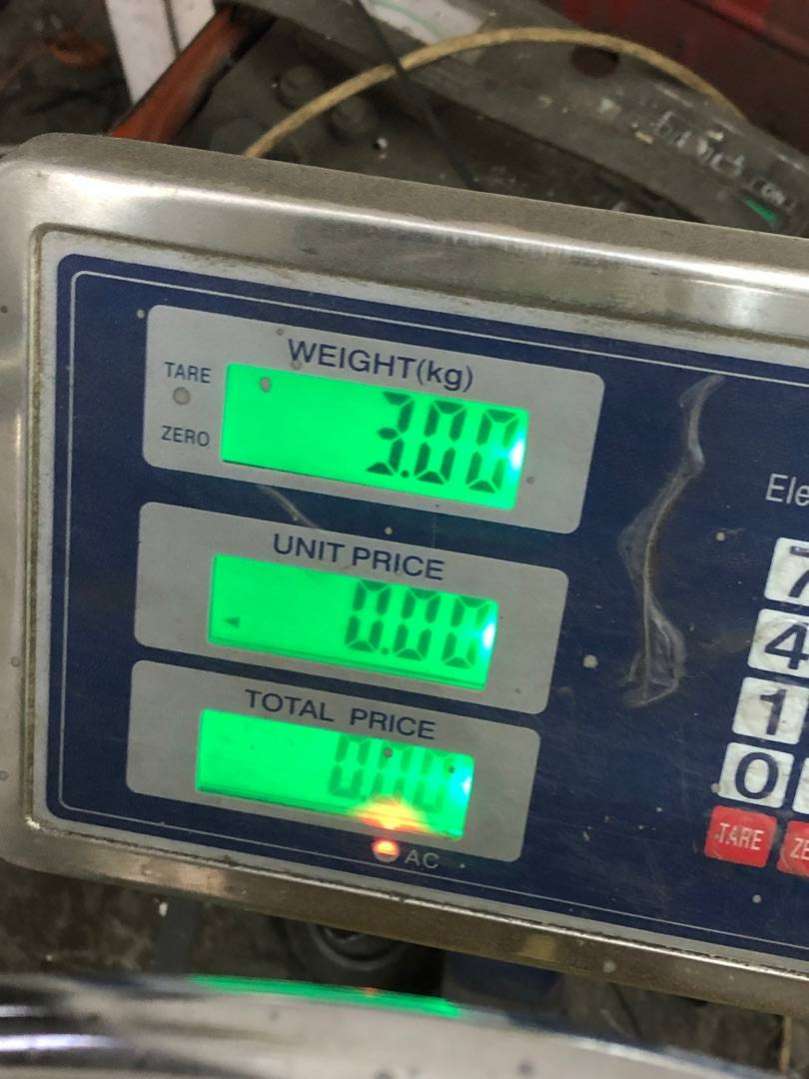 WEIGHT(kg)
TARE
3.00
ZERO
UNIT PRICE
0.00
TOTAL PRICE
0.00
AC
7
4
1
0
TARE